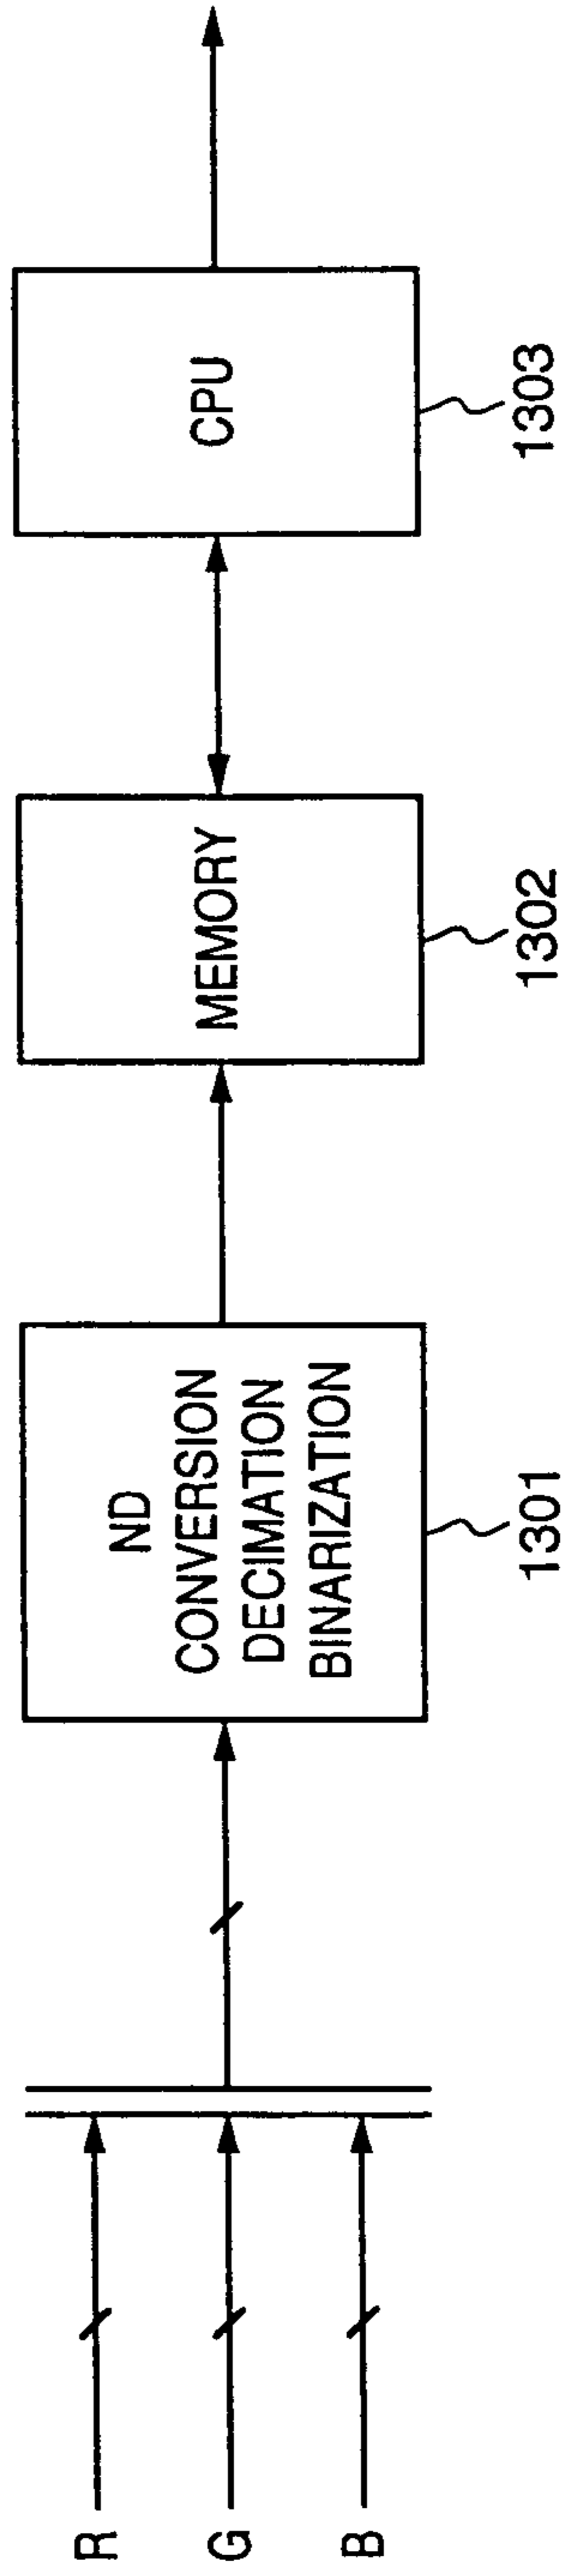 R
G
B
ND
CONVERSION
DECIMATION
BINARIZATION
1301
MEMORY
1302
CPU
1303